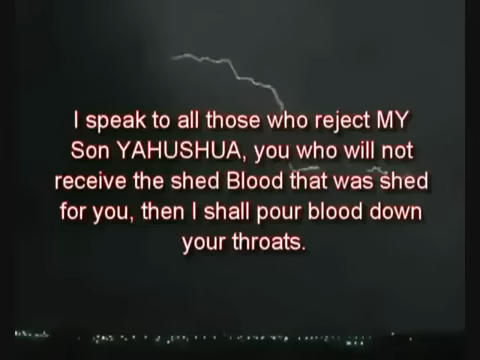 I speak to all those who reject MY
Son YAHUSHUA, you who will not
receive the shed Blood that was shed
for you, then I shall pour blood down
your throats.